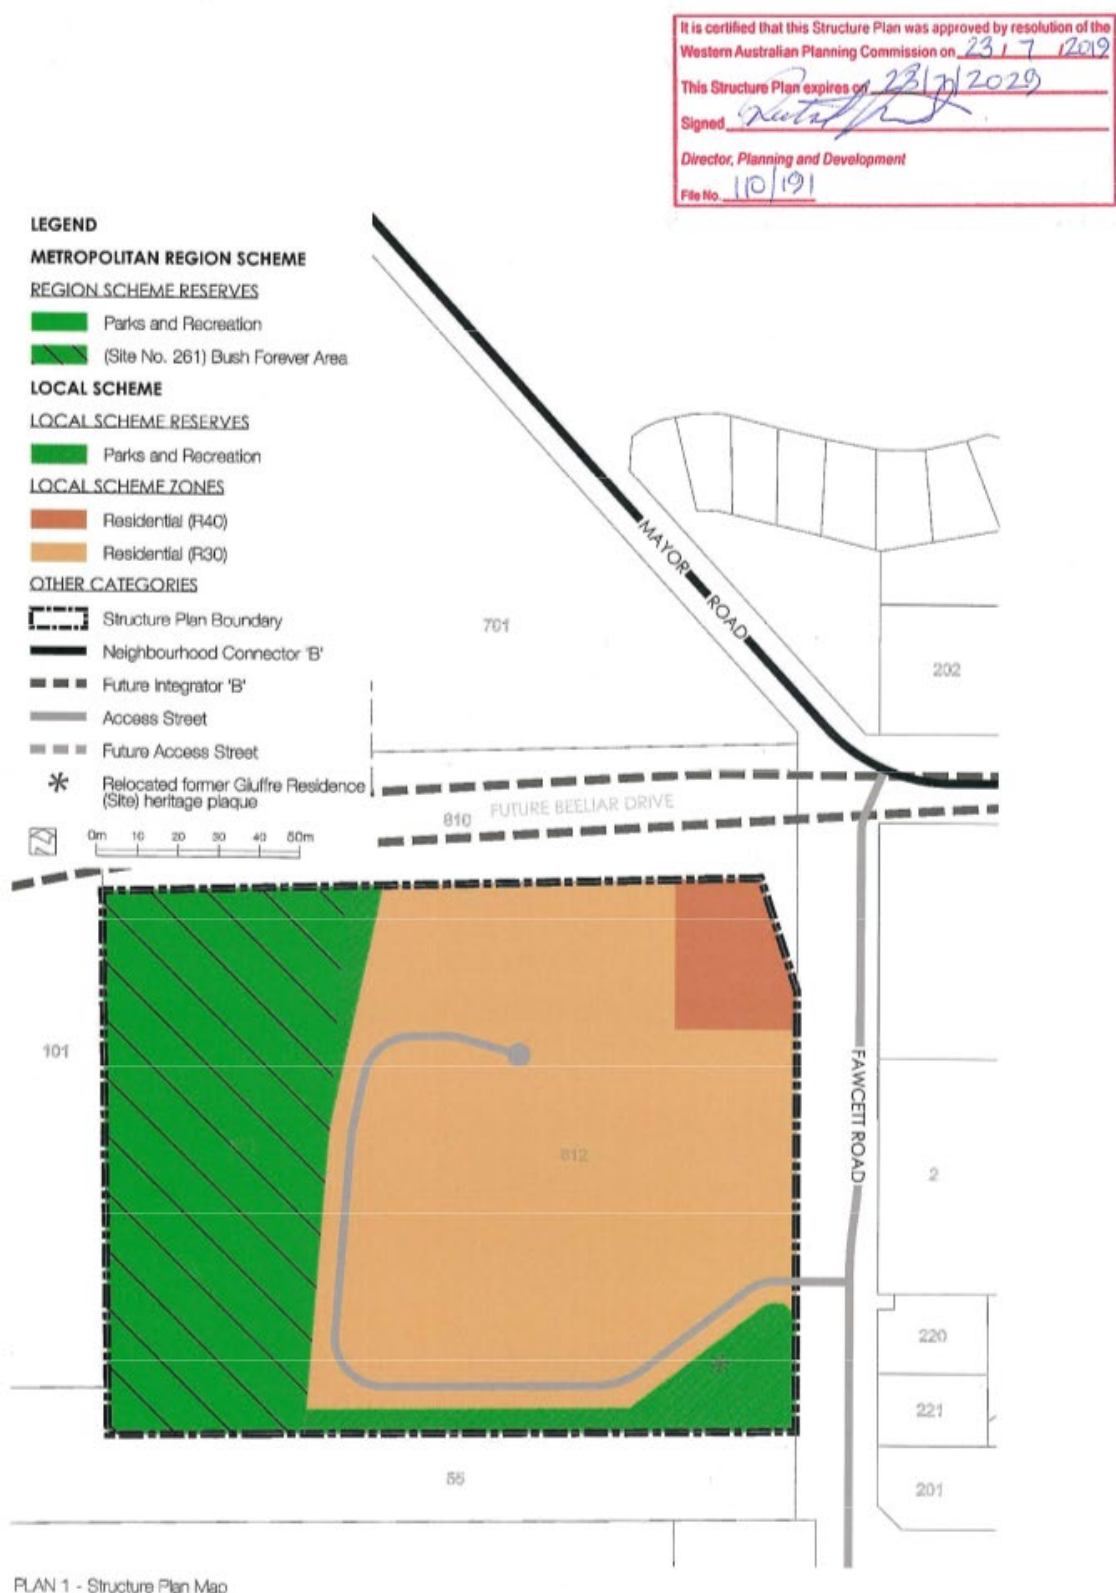 It is certified that this Structure Plan was approved by resolution of the
Western Australian Planning Commission on 23 / 7 / 2019
This Structure Plan expires on 23/7/2029
Signed
Director, Planning and Development
File No. 110/191
LEGEND
METROPOLITAN REGION SCHEME
REGION SCHEME RESERVES
Parks and Recreation
(Site No. 261) Bush Forever Area
LOCAL SCHEME
LOCAL SCHEME RESERVES
Parks and Recreation
LOCAL SCHEME ZONES
Residential (R40)
Residential (R30)
OTHER CATEGORIES
Structure Plan Boundary
Neighbourhood Connector 'B'
Future Integrator 'B'
Access Street
Future Access Street
Relocated former Giuffre Residence
(Site) heritage plaque
0m 10 20 30 40 50m
MAYOR ROAD
701
202
810 FUTURE BEELIAR DRIVE
101
812
FAWCETT ROAD
2
220
221
201
55
PLAN 1 - Structure Plan Map